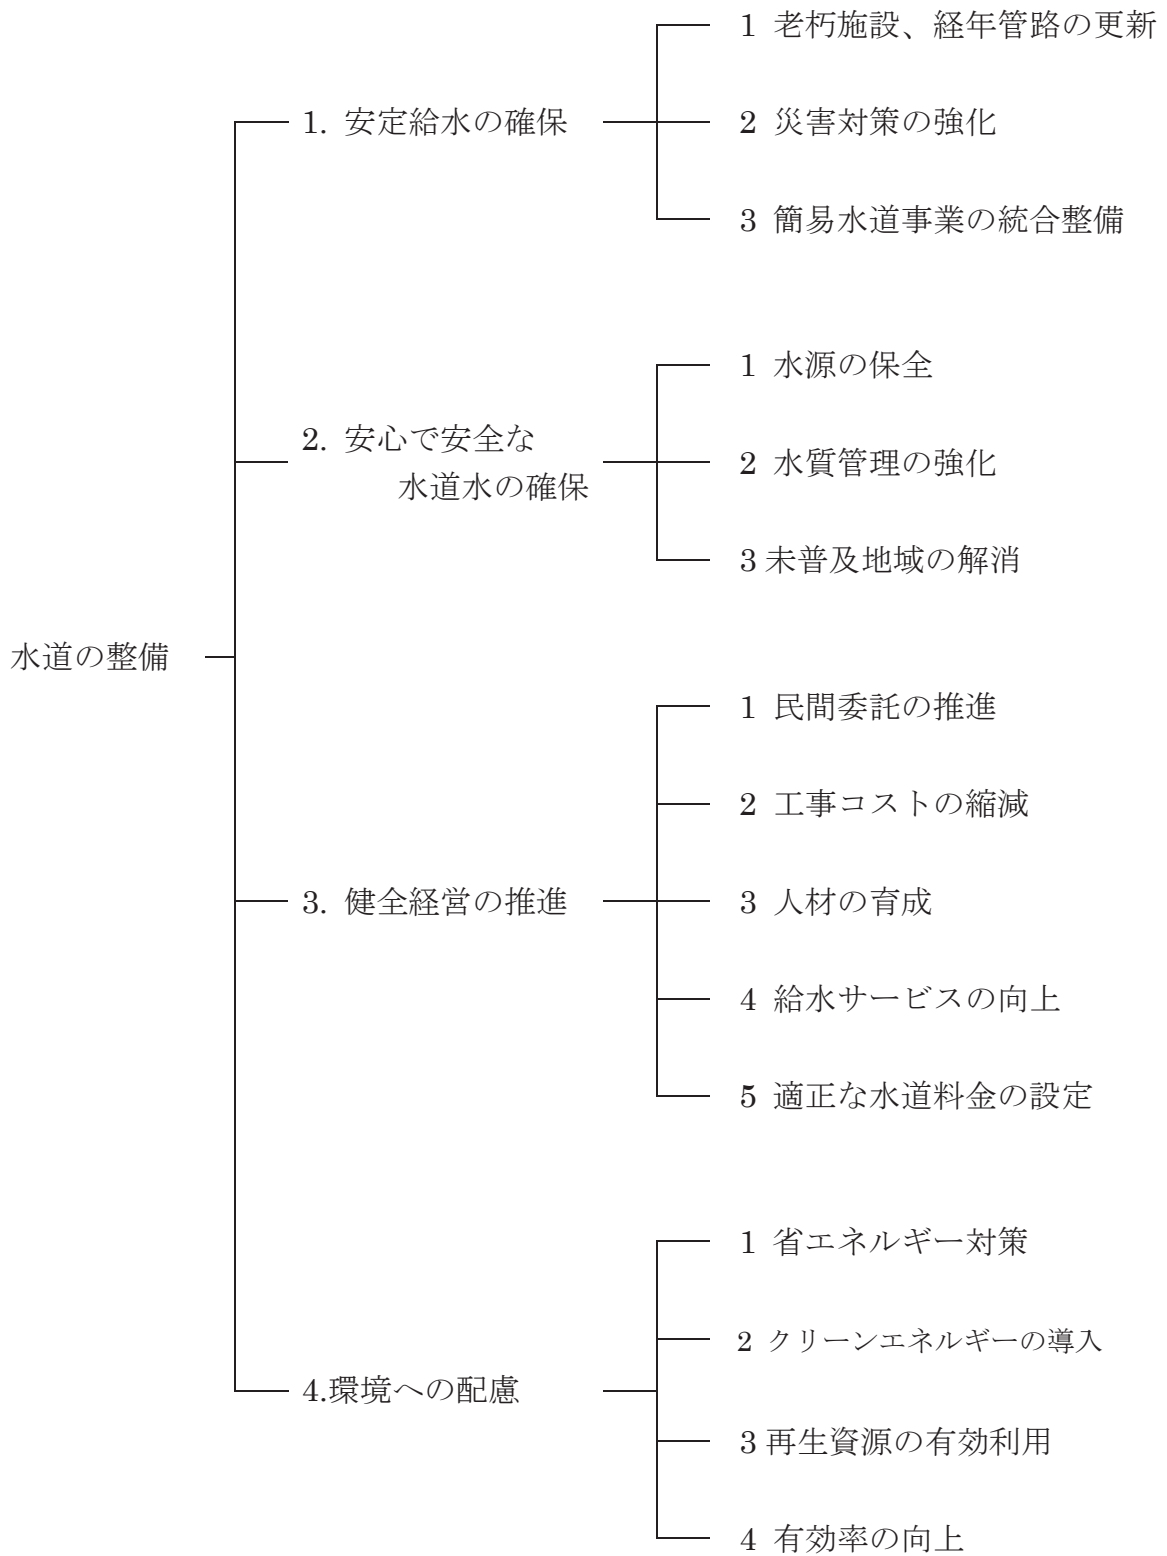 水道の整備
1. 安定給水の確保
1 老朽施設、経年管路の更新
2 災害対策の強化
3 簡易水道事業の統合整備
2. 安心で安全な
水道水の確保
1 水源の保全
2 水質管理の強化
3 未普及地域の解消
3. 健全経営の推進
1 民間委託の推進
2 工事コストの縮減
3 人材の育成
4 給水サービスの向上
5 適正な水道料金の設定
4.環境への配慮
1 省エネルギー対策
2 クリーンエネルギーの導入
3 再生資源の有効利用
4 有効率の向上